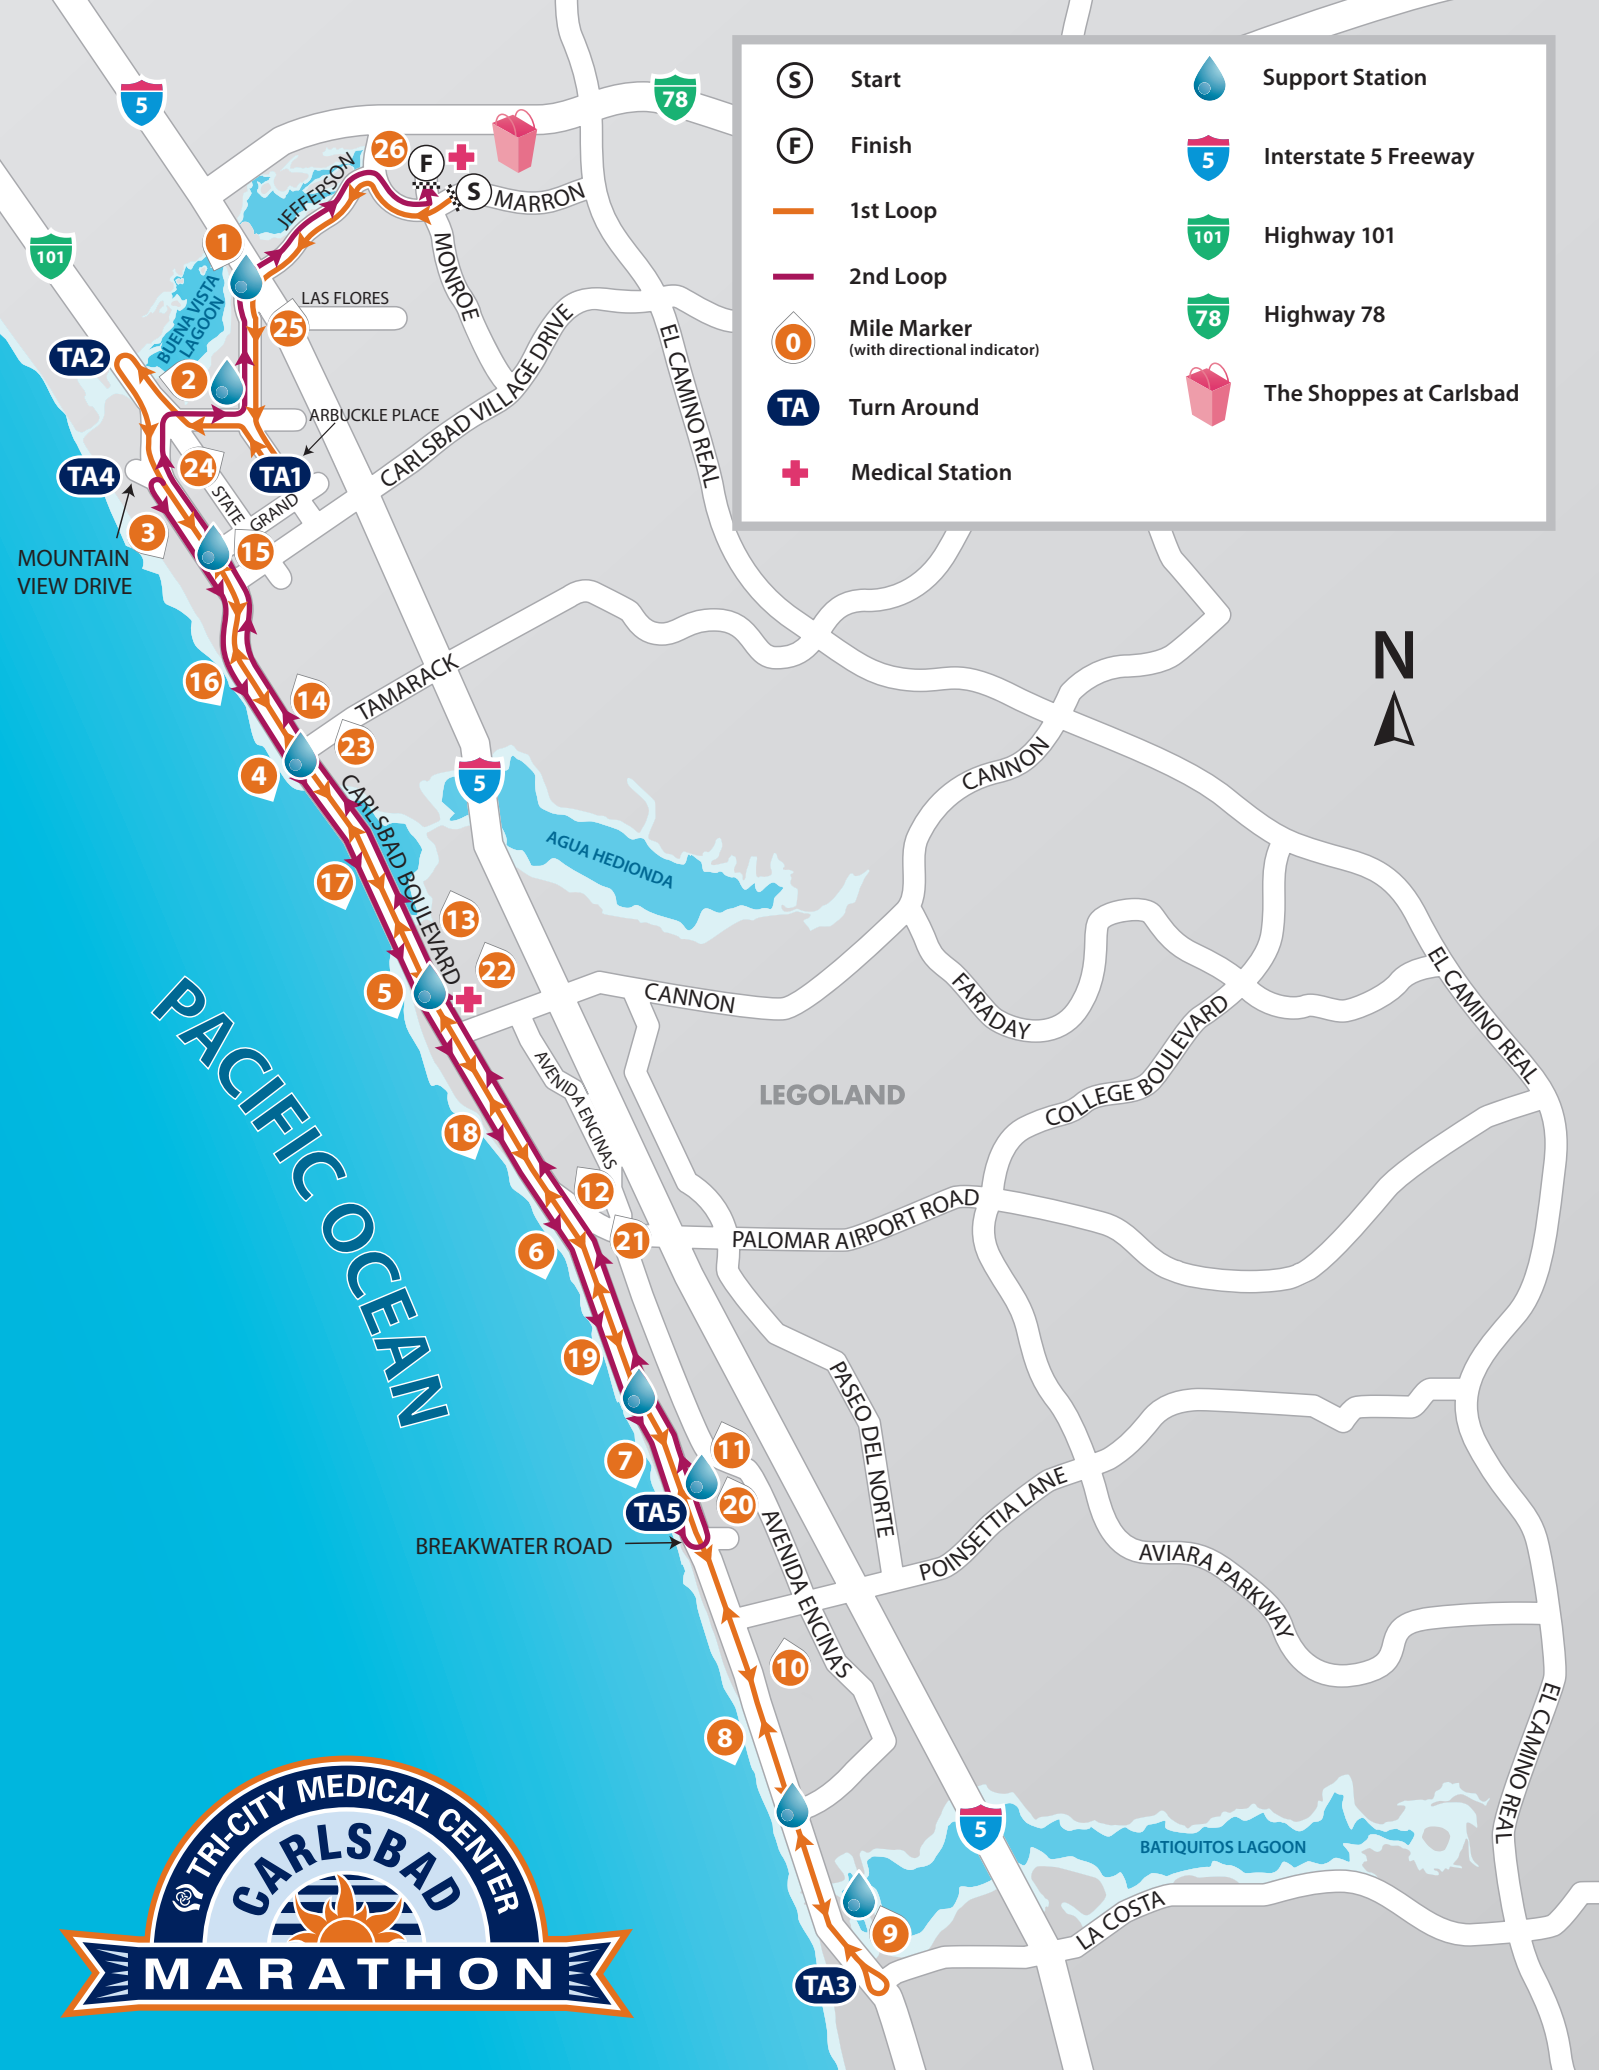 S Start
F Finish
1st Loop
2nd Loop
0 Mile Marker
(with directional indicator)
TA Turn Around
Medical Station
Support Station
5 Interstate 5 Freeway
101 Highway 101
78 Highway 78
The Shoppes at Carlsbad
5
78
101
26
F
S
JEFFERSON
MARRON
MONROE
1
BUENA VISTA
LAGOON
LAS FLORES
25
TA2
2
ARBUCKLE PLACE
CARLSBAD VILLAGE DRIVE
EL CAMINO REAL
TA4
24
TA1
STATE
GRAND
3
15
MOUNTAIN
VIEW DRIVE
N
16
14
TAMARACK
23
4
CARLSBAD BOULEVARD
5
CANNON
AGUA HEDIONDA
17
13
22
5
CANNON
FARADAY
EL CAMINO REAL
PACIFIC OCEAN
AVENIDA ENCINAS
LEGOLAND
COLLEGE BOULEVARD
18
12
6
21
PALOMAR AIRPORT ROAD
19
PASEO DEL NORTE
7
11
20
TA5
BREAKWATER ROAD
AVENIDA ENCINAS
POINSETTIA LANE
AVIARA PARKWAY
10
8
EL CAMINO REAL
5
BATIQUITOS LAGOON
9
LA COSTA
TA3
TRI-CITY MEDICAL CENTER
CARLSBAD
MARATHON